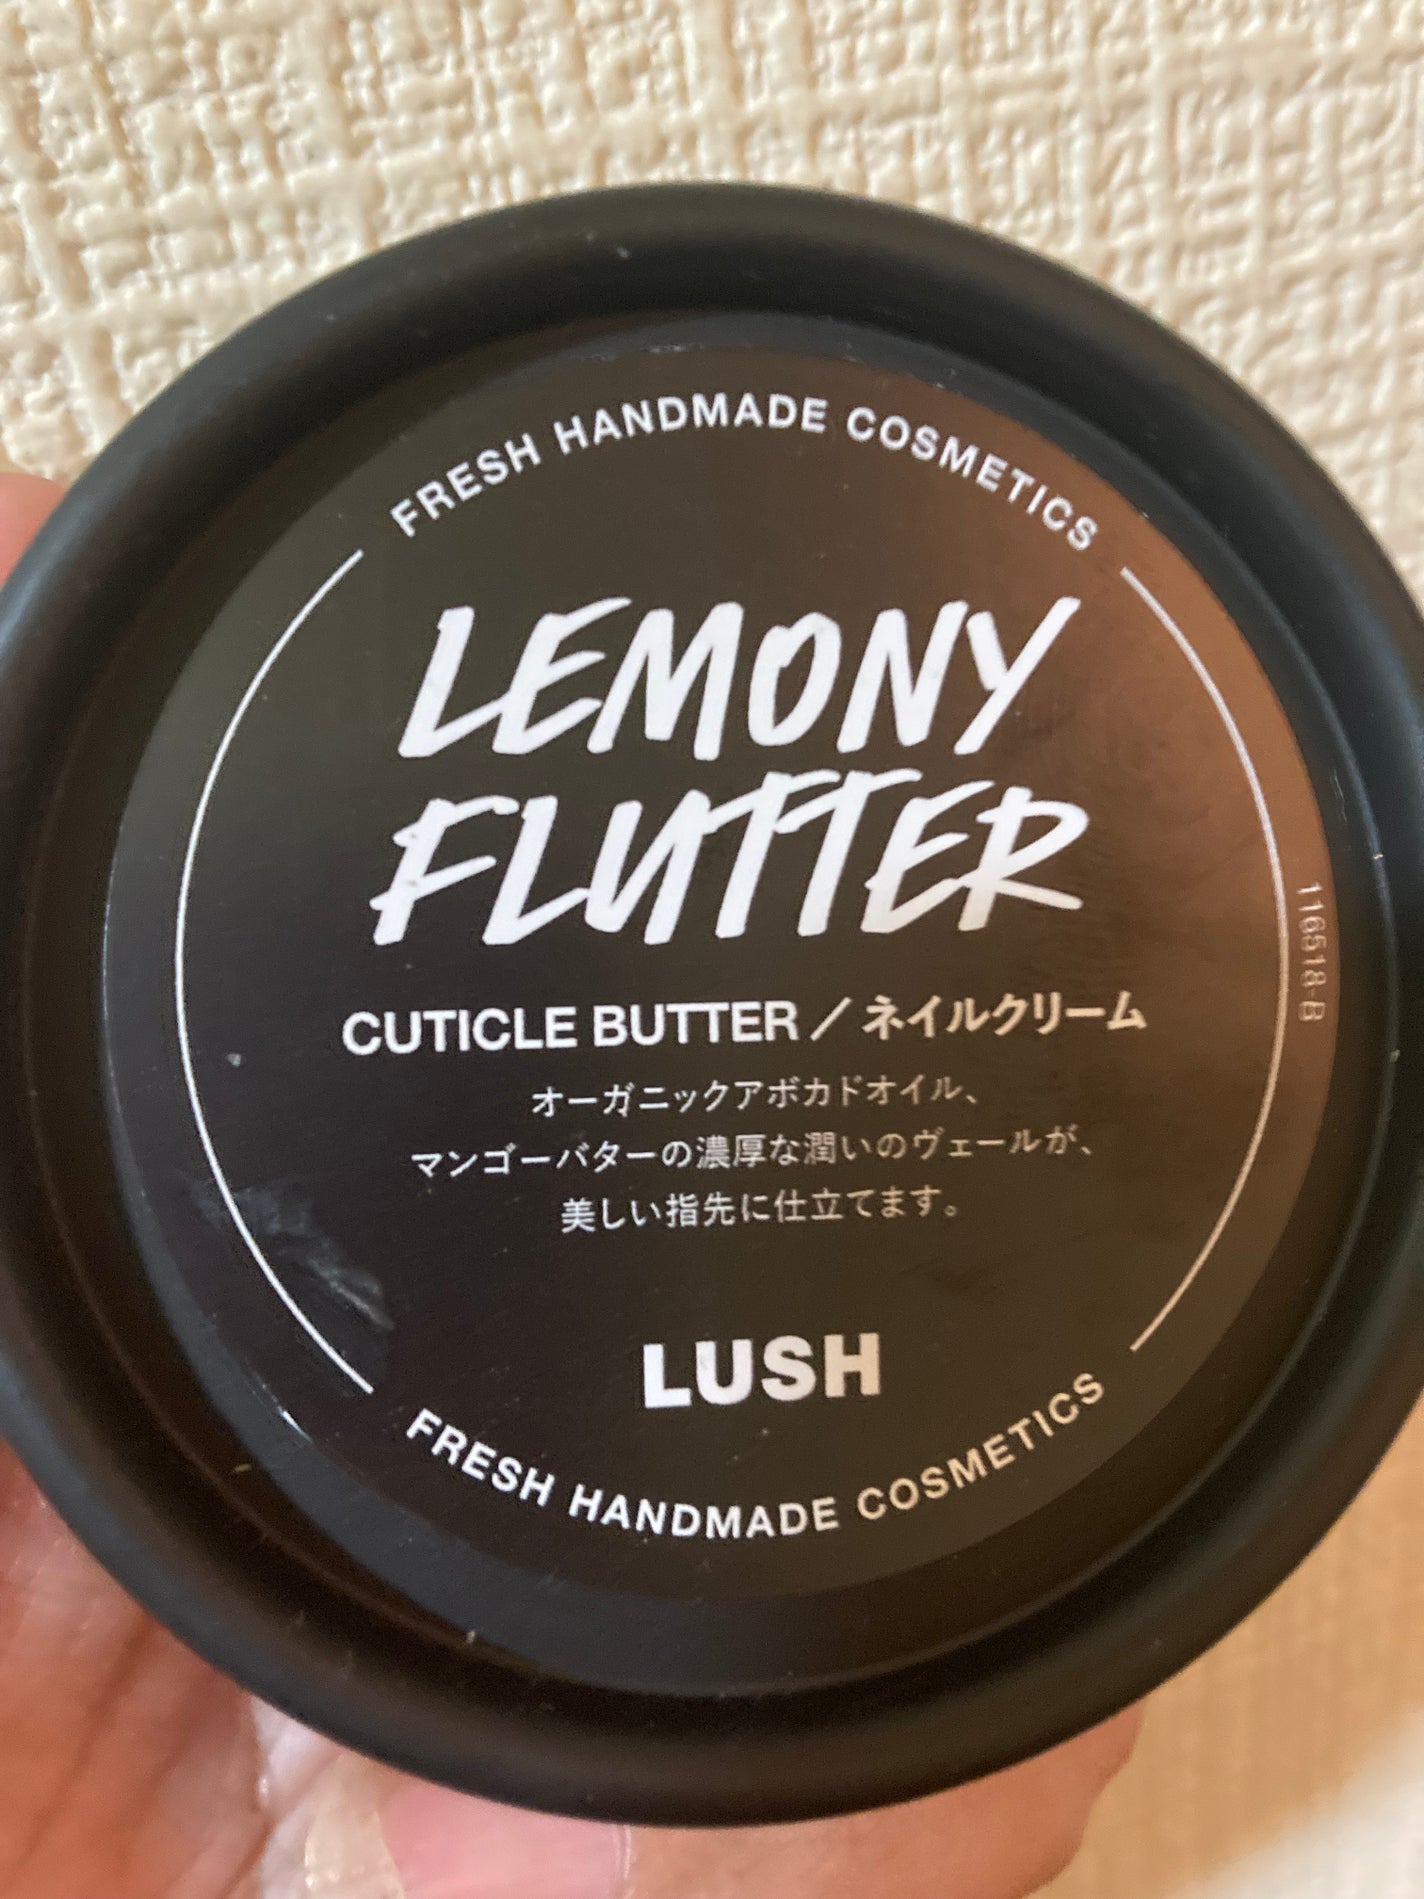 FRESH HANDMADE COSMETICS
LEMONY
FLUTTER
CUTICLE BUTTER／ネイルクリーム
オーガニックアボカドオイル、
マンゴーバターの濃厚な潤いのヴェールが、
美しい指先に仕立てます。
LUSH
FRESH HANDMADE COSMETICS
116518-B